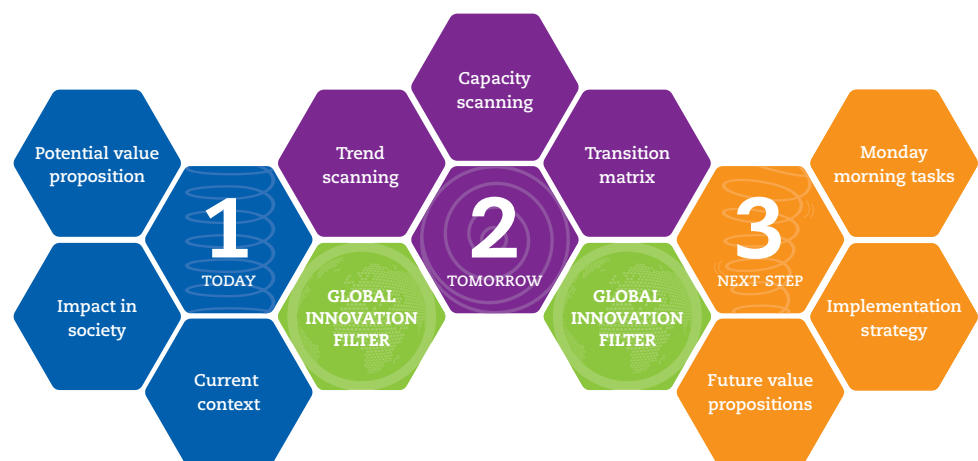 Potential value
proposition
1
TODAY
Impact in
society
Current
context
Trend
scanning
GLOBAL
INNOVATION
FILTER
Capacity
scanning
2
TOMORROW
Transition
matrix
GLOBAL
INNOVATION
FILTER
3
NEXT STEP
Future value
propositions
Monday
morning tasks
Implementation
strategy